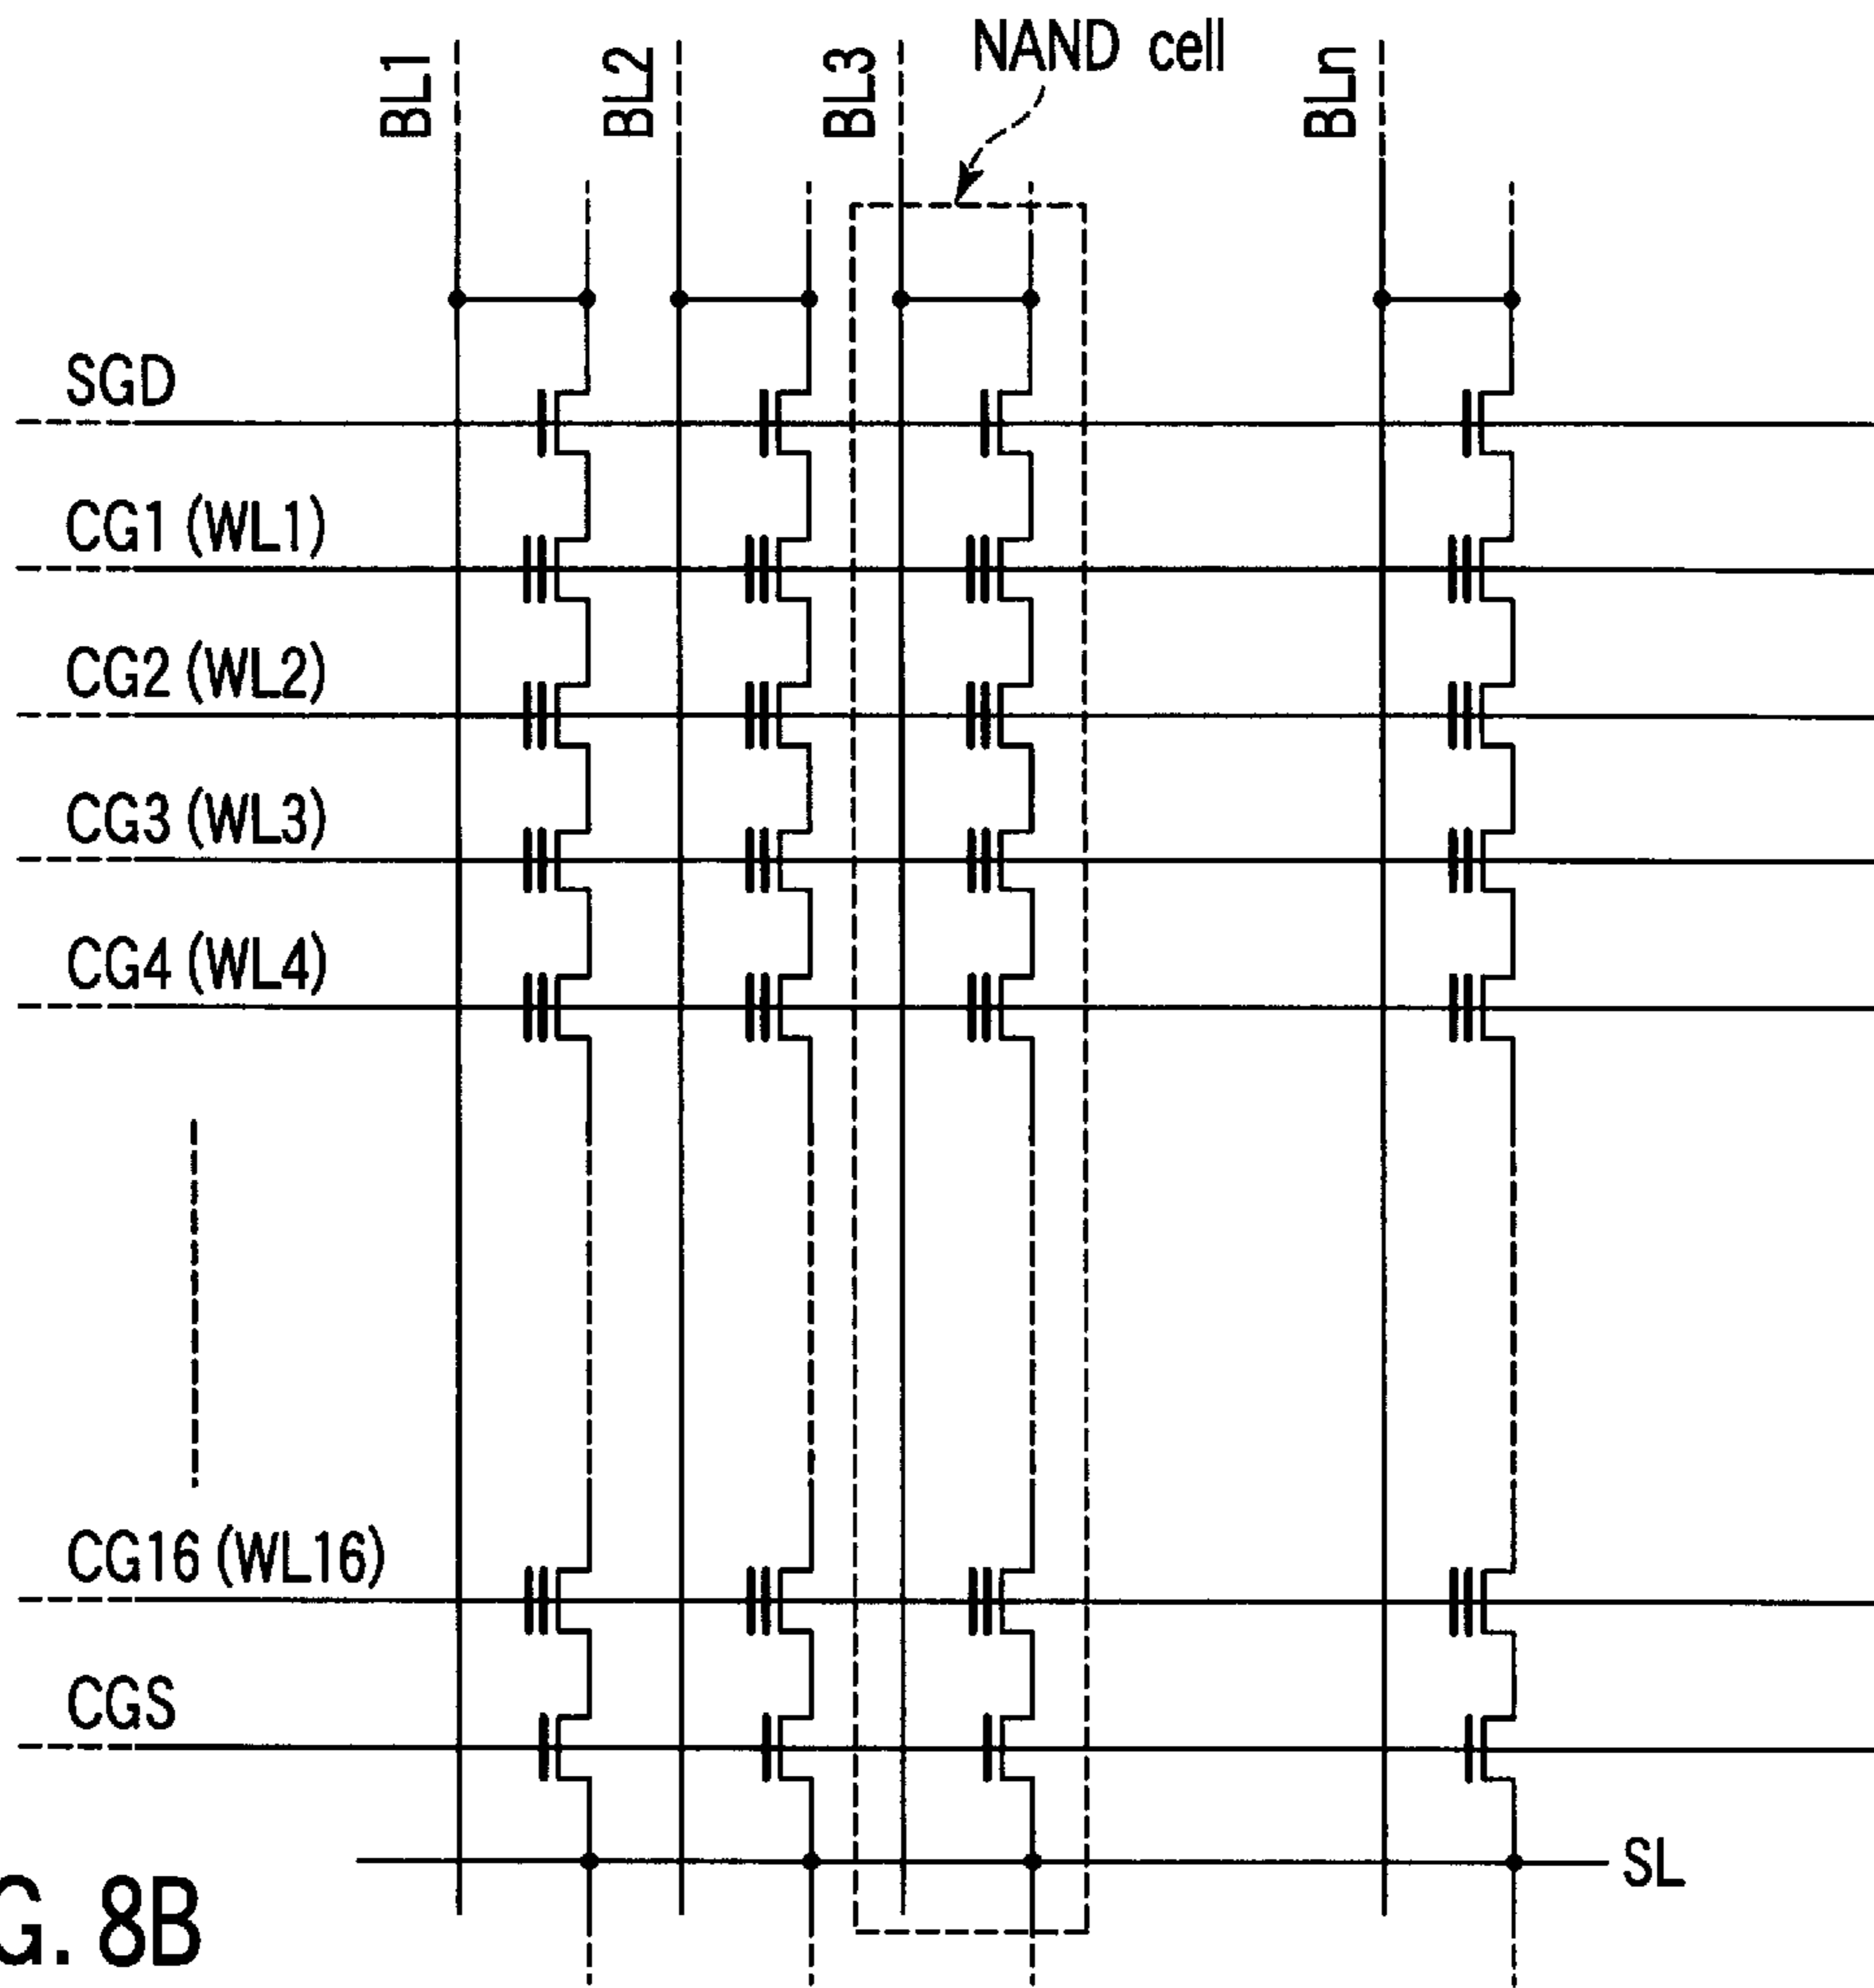 NAND cell
BL1
BL2
BL3
BLn
SGD
CG1 (WL1)
CG2 (WL2)
CG3 (WL3)
CG4 (WL4)
CG16 (WL16)
CGS
SL
G. 8B